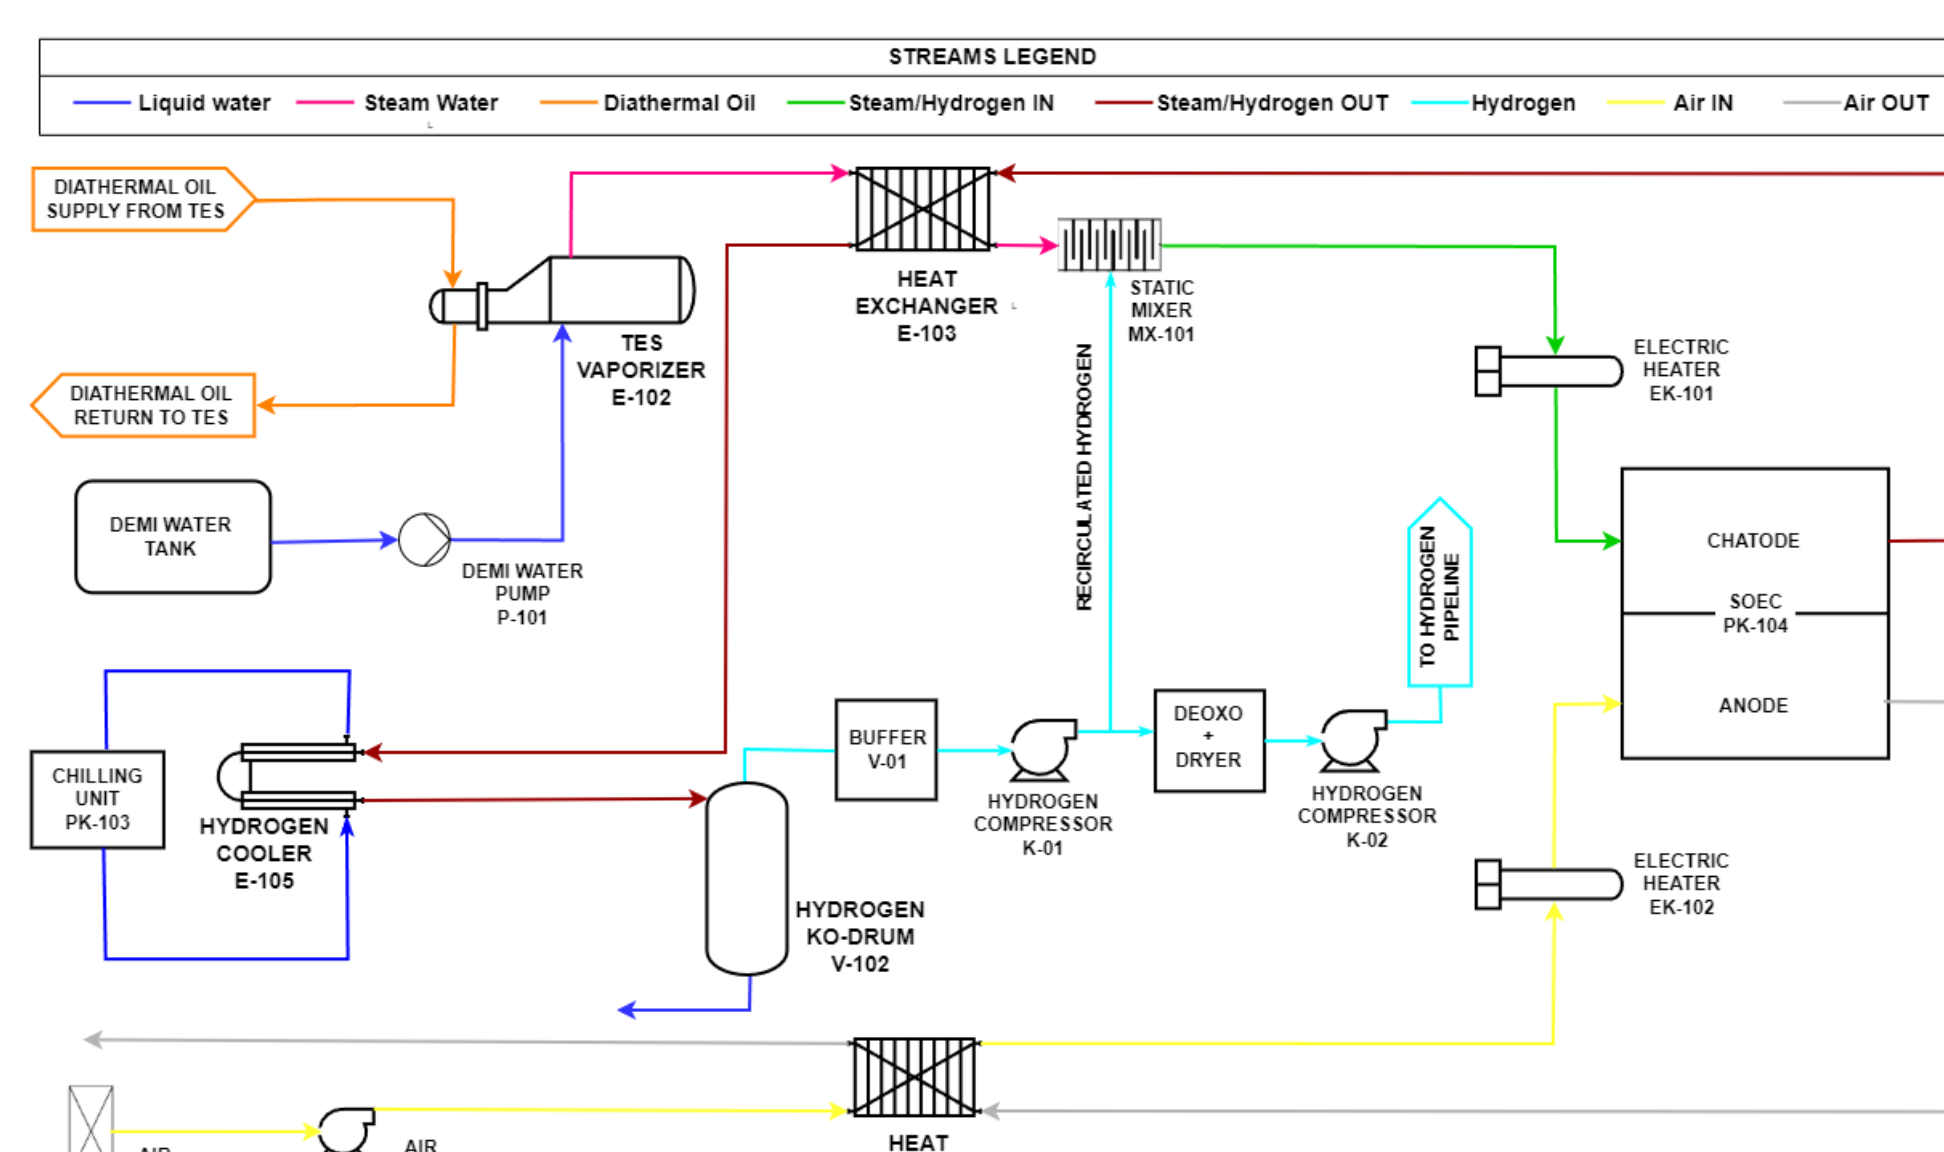 STREAMS LEGEND
Liquid water
Steam Water
Diathermal Oil
Steam/Hydrogen IN
Steam/Hydrogen OUT
Hydrogen
Air IN
Air OUT
DIATHERMAL OIL
SUPPLY FROM TES
HEAT
EXCHANGER
E-103
STATIC
MIXER
MX-101
TES
VAPORIZER
E-102
ELECTRIC
HEATER
EK-101
DIATHERMAL OIL
RETURN TO TES
RECIRCULATED HYDROGEN
DEMI WATER
TANK
DEMI WATER
PUMP
P-101
TO HYDROGEN
PIPELINE
CHATODE
SOEC
PK-104
ANODE
CHILLING
UNIT
PK-103
HYDROGEN
COOLER
E-105
BUFFER
V-01
HYDROGEN
COMPRESSOR
K-01
DEOXO
+
DRYER
HYDROGEN
COMPRESSOR
K-02
ELECTRIC
HEATER
EK-102
HYDROGEN
KO-DRUM
V-102
HEAT
AIR
AIR